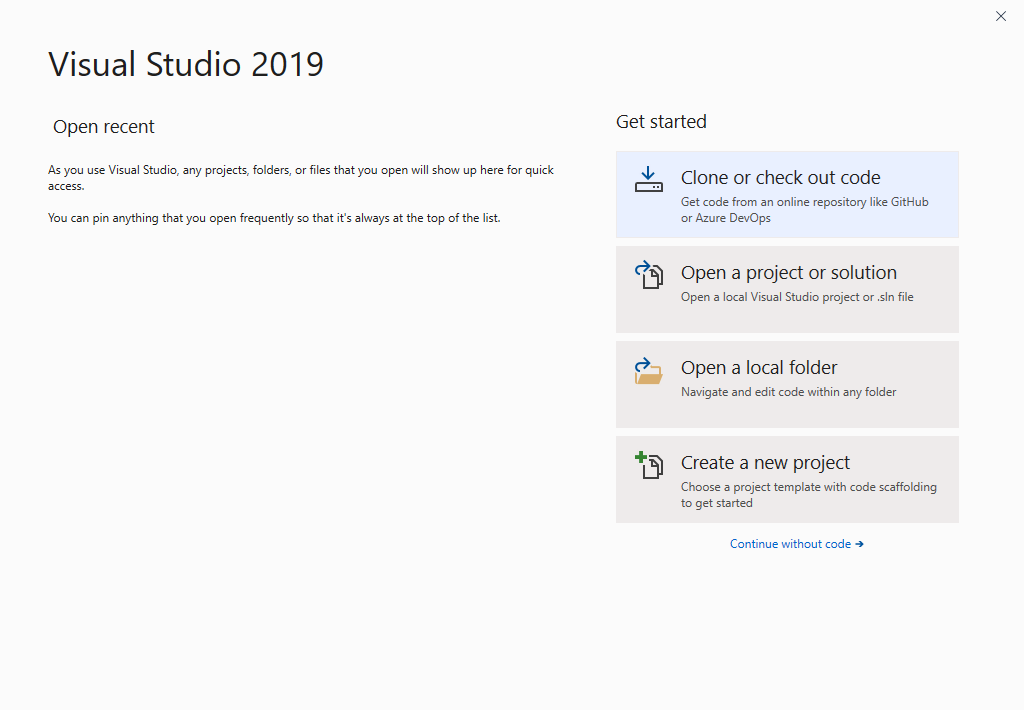 Visual Studio 2019
Open recent
As you use Visual Studio, any projects, folders, or files that you open will show up here for quick
access.
You can pin anything that you open frequently so that it's always at the top of the list.
Get started
Clone or check out code
Get code from an online repository like GitHub
or Azure DevOps
Open a project or solution
Open a local Visual Studio project or .sln file
Open a local folder
Navigate and edit code within any folder
Create a new project
Choose a project template with code scaffolding
to get started
Continue without code →